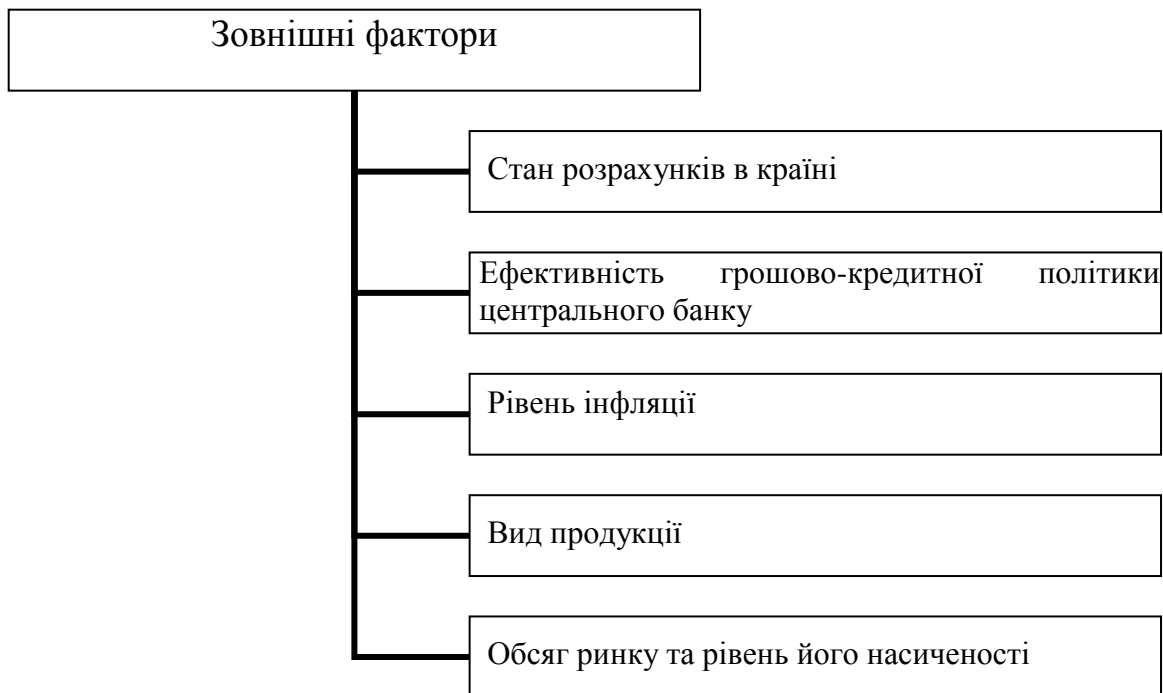 Зовнішні фактори
Стан розрахунків в країні
Ефективність грошово-кредитної політики
центрального банку
Рівень інфляції
Вид продукції
Обсяг ринку та рівень його насиченості